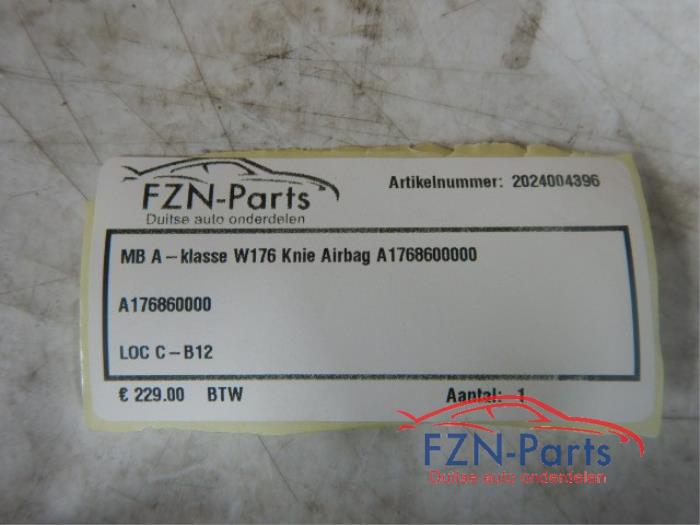 FZN-Parts
Duitse auto onderdelen
Artikelnummer: 2024004396
MB A-klasse W176 Knie Airbag A1768600000
A176860000
LOC C-B12
€ 229.00 BTW
Aantal: 1
FZN-Parts
Duitse auto onderdelen